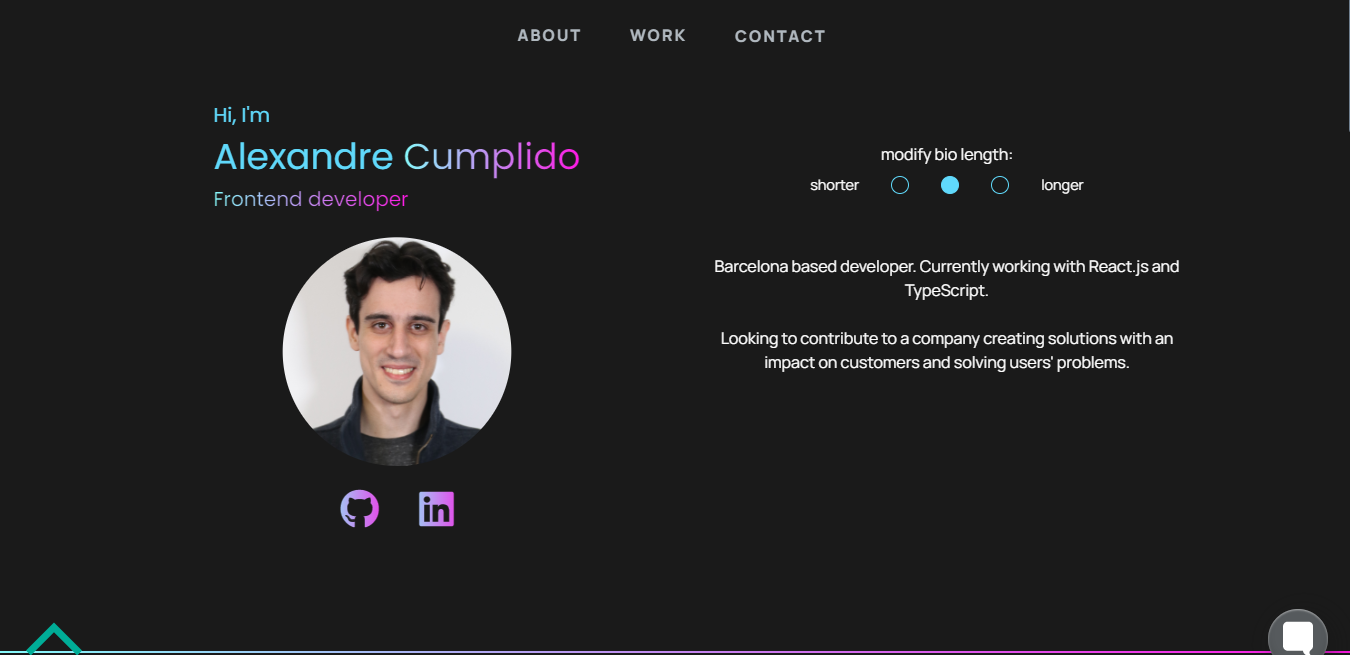 ABOUT WORK CONTACT
Hi, I'm
Alexandre Cumplido
Frontend developer
modify bio length:
shorter longer
Barcelona based developer. Currently working with React.js and
TypeScript.
Looking to contribute to a company creating solutions with an
impact on customers and solving users' problems.
in